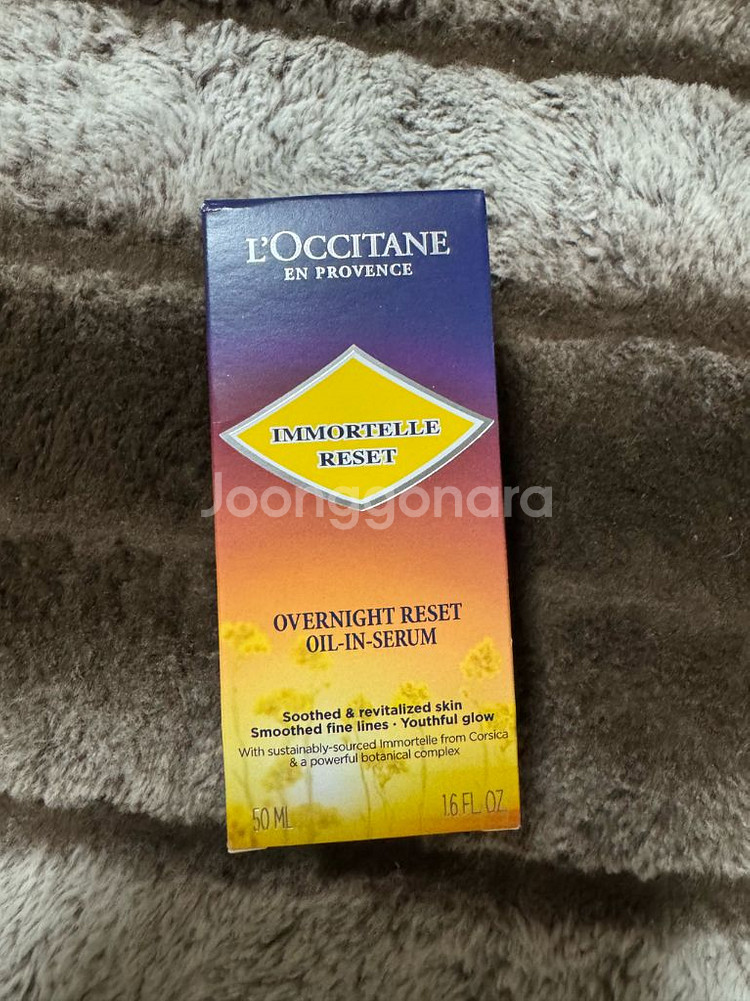 L'OCCITANE
EN PROVENCE
IMMORTELLE
RESET
Joonggonara
OVERNIGHT RESET
OIL-IN-SERUM
Soothed & revitalized skin
Smoothed fine lines · Youthful glow
With sustainably-sourced Immortelle from Corsica
& a powerful botanical complex
50 ML 1.6 FL. OZ.